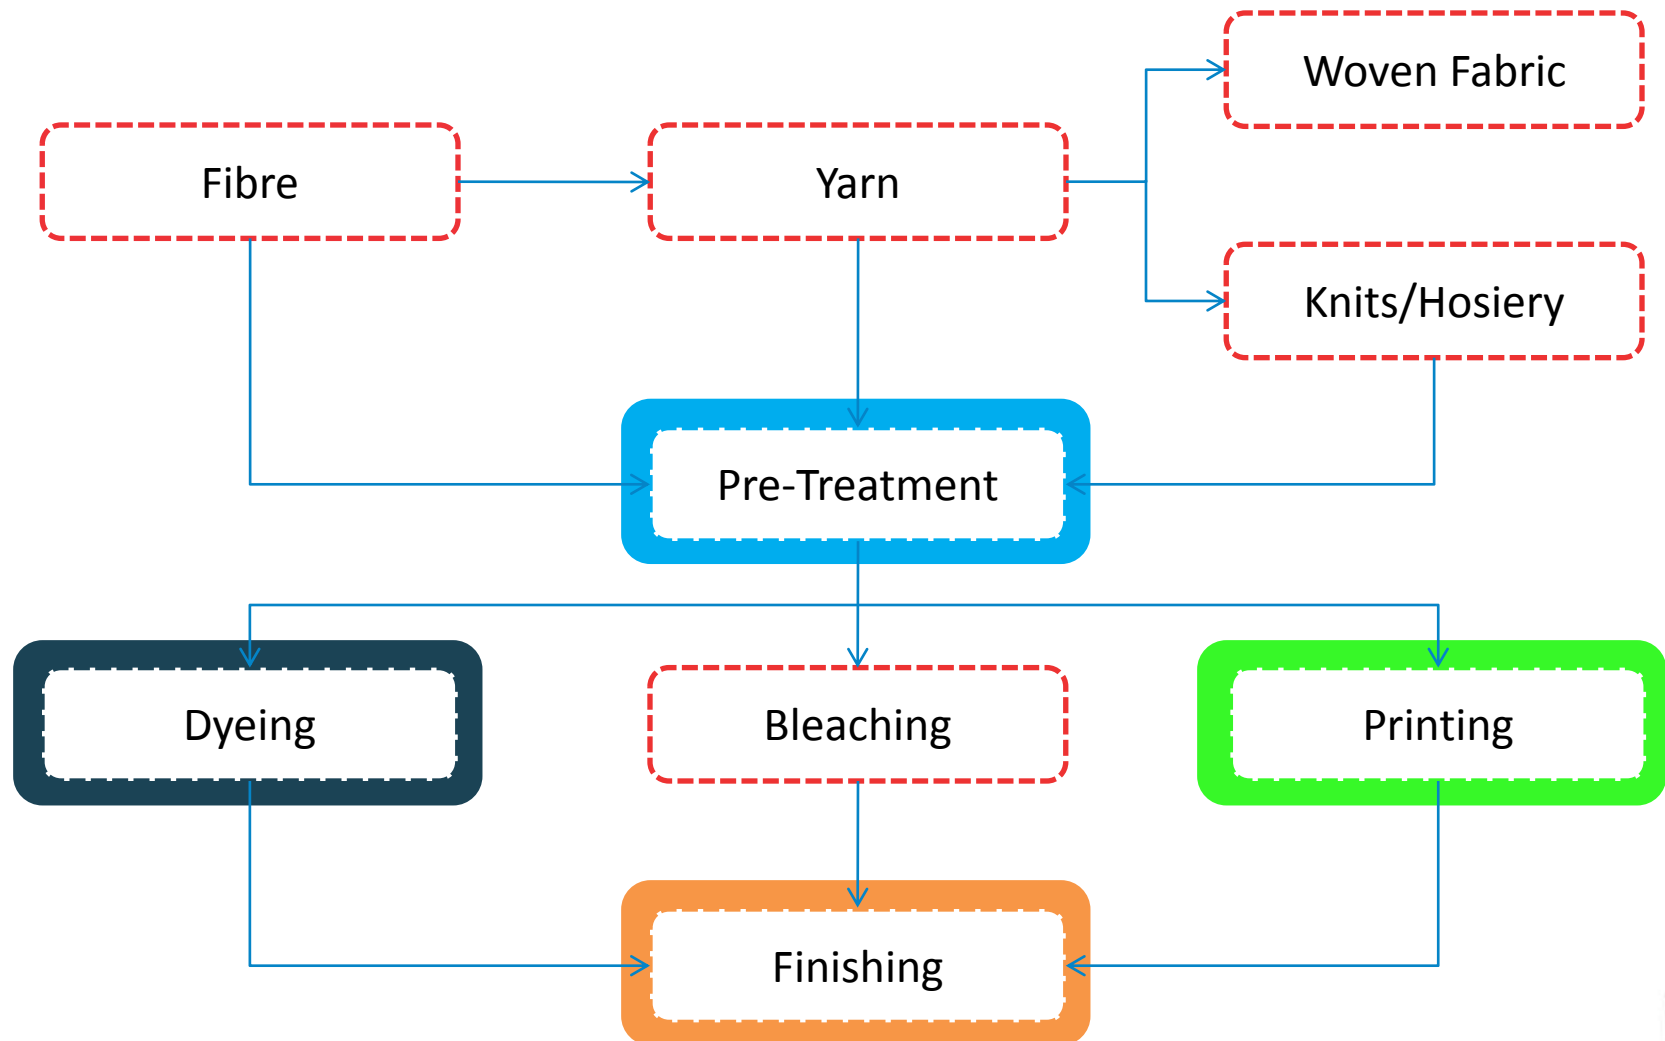 Woven Fabric
Fibre
Yarn
Knits/Hosiery
Pre-Treatment
Dyeing
Bleaching
Printing
Finishing